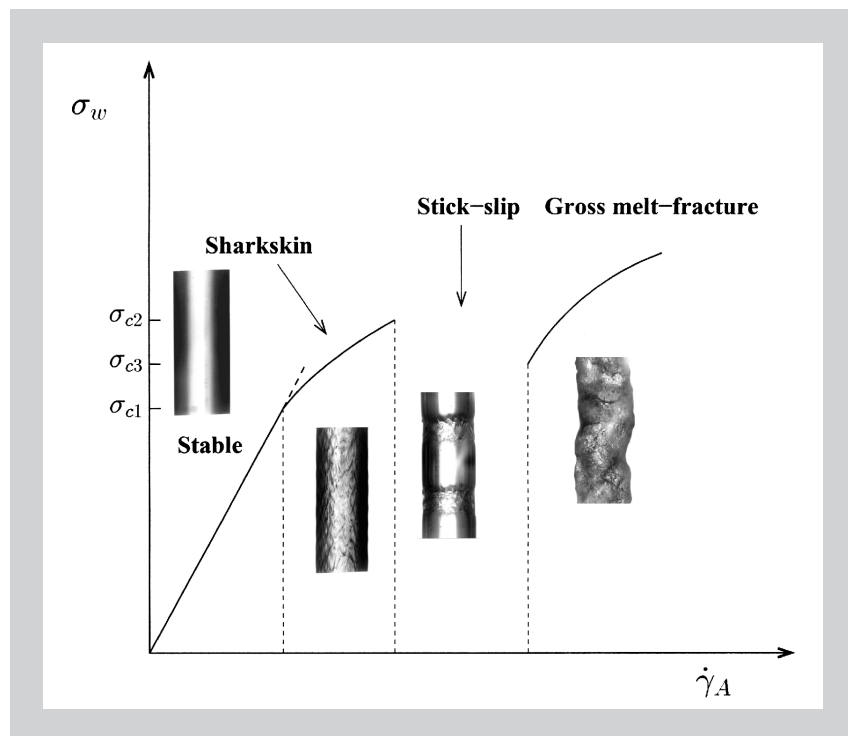 σw
Stick−slip
Gross melt−fracture
Sharkskin
σc2
σc3
σc1
Stable
γ̇A